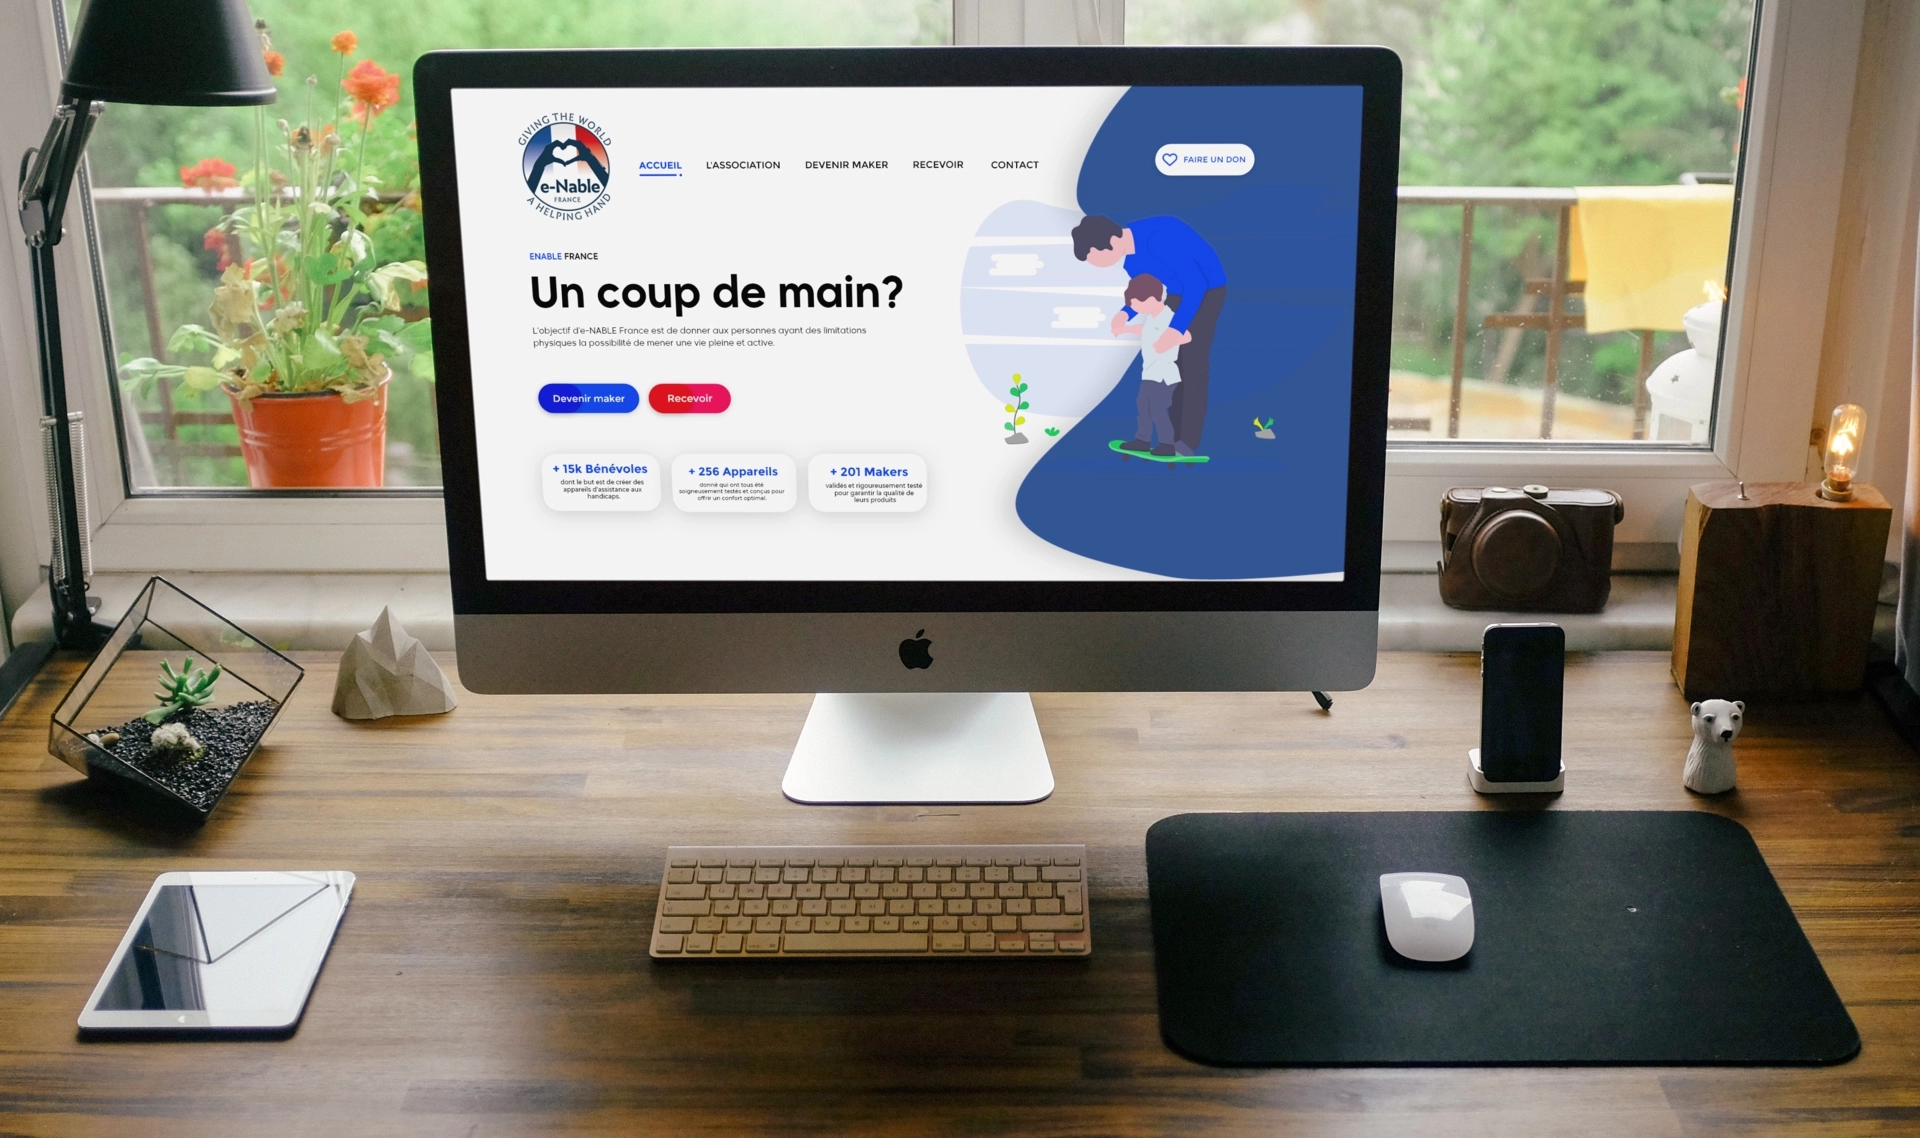 GIVING THE WORLD
e-Nable
FRANCE
A HELPING HAND
ACCUEIL
L'ASSOCIATION
DEVENIR MAKER
RECEVOIR
CONTACT
FAIRE UN DON
ENABLE FRANCE
Un coup de main?
L'objectif d'e-NABLE France est de donner aux personnes ayant des limitations
physiques la possibilité de mener une vie pleine et active.
Devenir maker
Recevoir
+ 15k Bénévoles
dont le but est de créer des
appareils d'assistance aux
handicaps.
+ 256 Appareils
donné qui ont tous été
soigneusement testés et conçus pour
offrir un confort optimal.
+ 201 Makers
validés et rigoureusement testé
pour garantir la qualité de
leurs produits